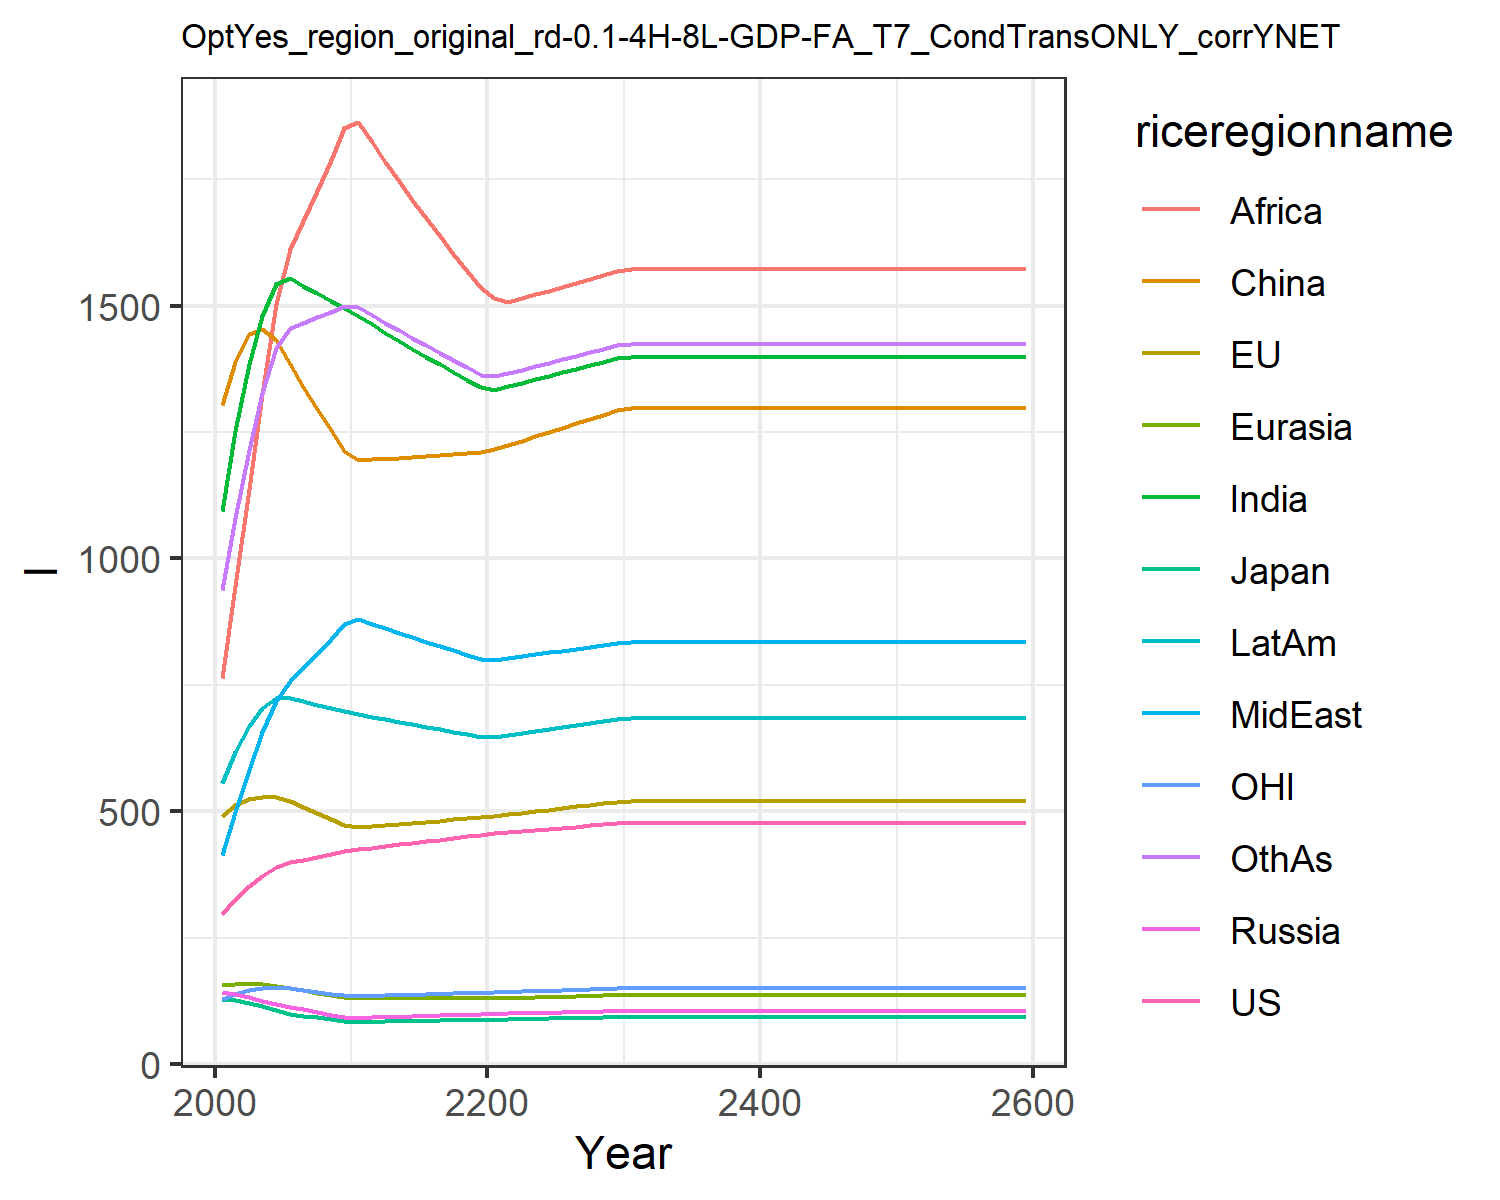 OptYes_region_original_rd-0.1-4H-8L-GDP-FA_T7_CondTransONLY_corrYNET
riceregionname
Africa
China
EU
Eurasia
India
Japan
LatAm
MidEast
OHI
OthAs
Russia
US
1500
1000
500
0
I
2000 2200 2400 2600
Year